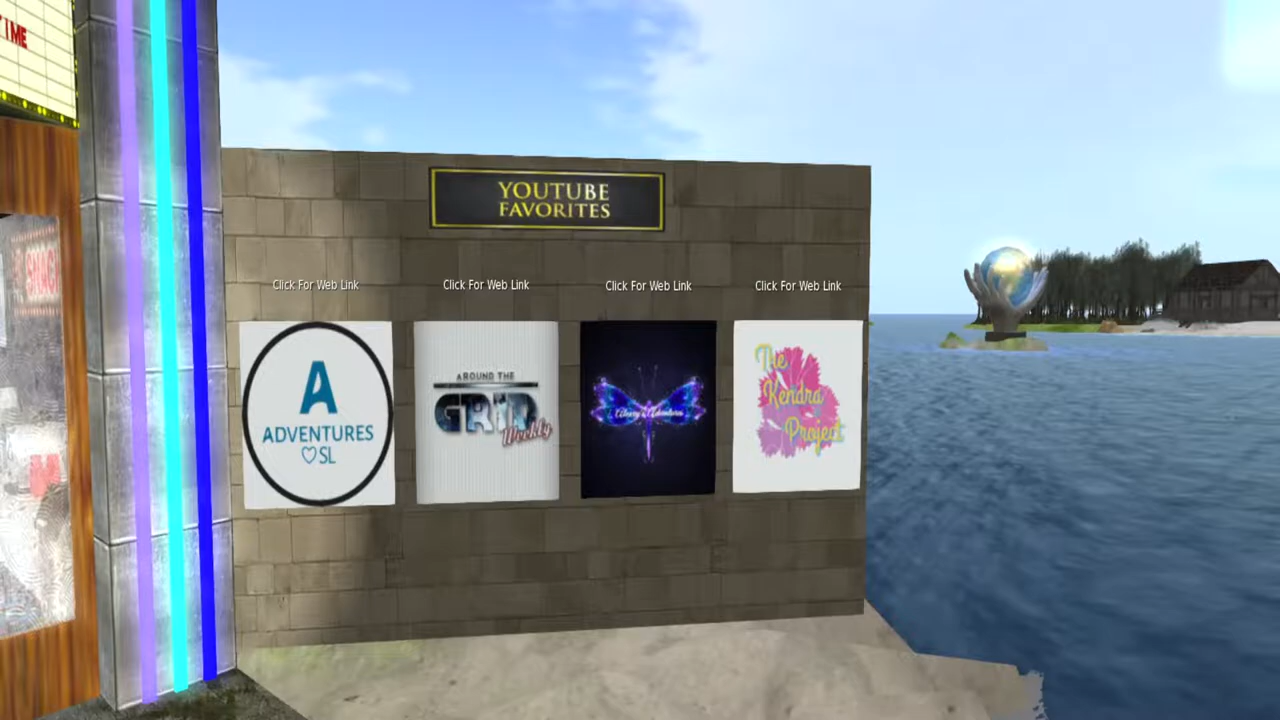 TIME
YOUTUBE
FAVORITES
Click For Web Link
Click For Web Link
Click For Web Link
Click For Web Link
A
ADVENTURES
♡SL
AROUND THE
GRID
Weekly
Adventures
The
Kendra
Project